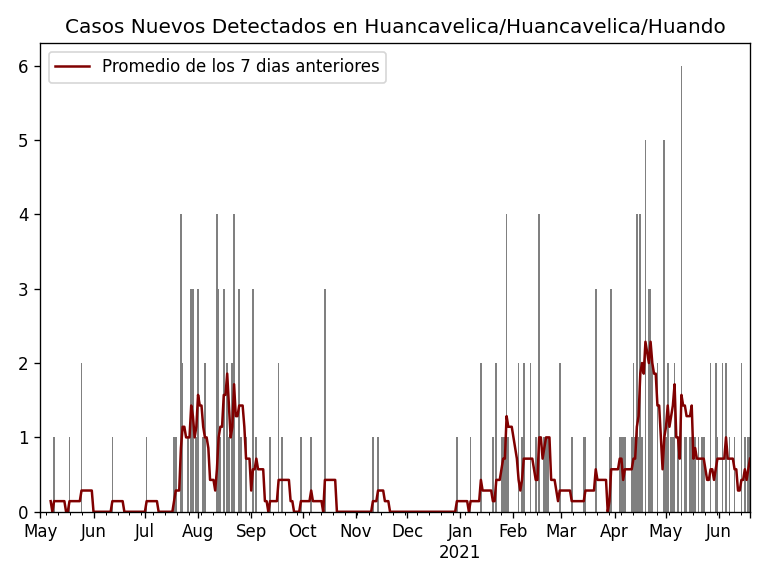 Casos Nuevos Detectados en Huancavelica/Huancavelica/Huando
Promedio de los 7 dias anteriores
6
5
4
3
2
1
0
May Jun Jul Aug Sep Oct Nov Dec Jan Feb Mar Apr May Jun
2021